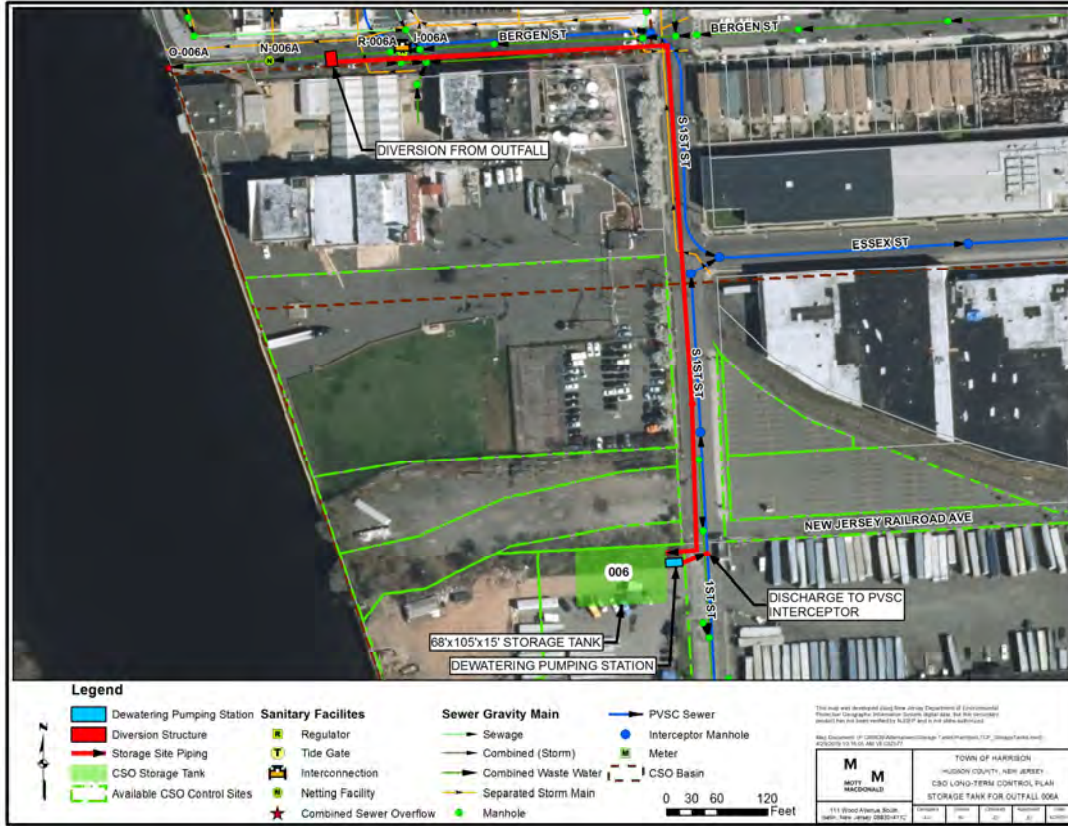 O-006A
N-006A
R-006A
I-006A
BERGEN ST
BERGEN ST
DIVERSION FROM OUTFALL
S 1ST ST
ESSEX ST
S 1ST ST
NEW JERSEY RAILROAD AVE
006
1ST ST
DISCHARGE TO PVSC
INTERCEPTOR
68'x105'x15' STORAGE TANK
DEWATERING PUMPING STATION
Legend
Dewatering Pumping Station
Diversion Structure
Storage Site Piping
CSO Storage Tank
Available CSO Control Sites
Sanitary Facilites
R Regulator
T Tide Gate
Interconnection
N Netting Facility
Combined Sewer Overflow
Sewer Gravity Main
Sewage
Combined (Storm)
Combined Waste Water
Separated Storm Main
Manhole
PVSC Sewer
Interceptor Manhole
M Meter
CSO Basin
N
0 30 60 120
Feet
M M
MOTT
MACDONALD
111 Wood Avenue South,
TOWN OF HARRISON
HUDSON COUNTY, NEW JERSEY
CSO LONG-TERM CONTROL PLAN
STORAGE TANK FOR OUTFALL 006A